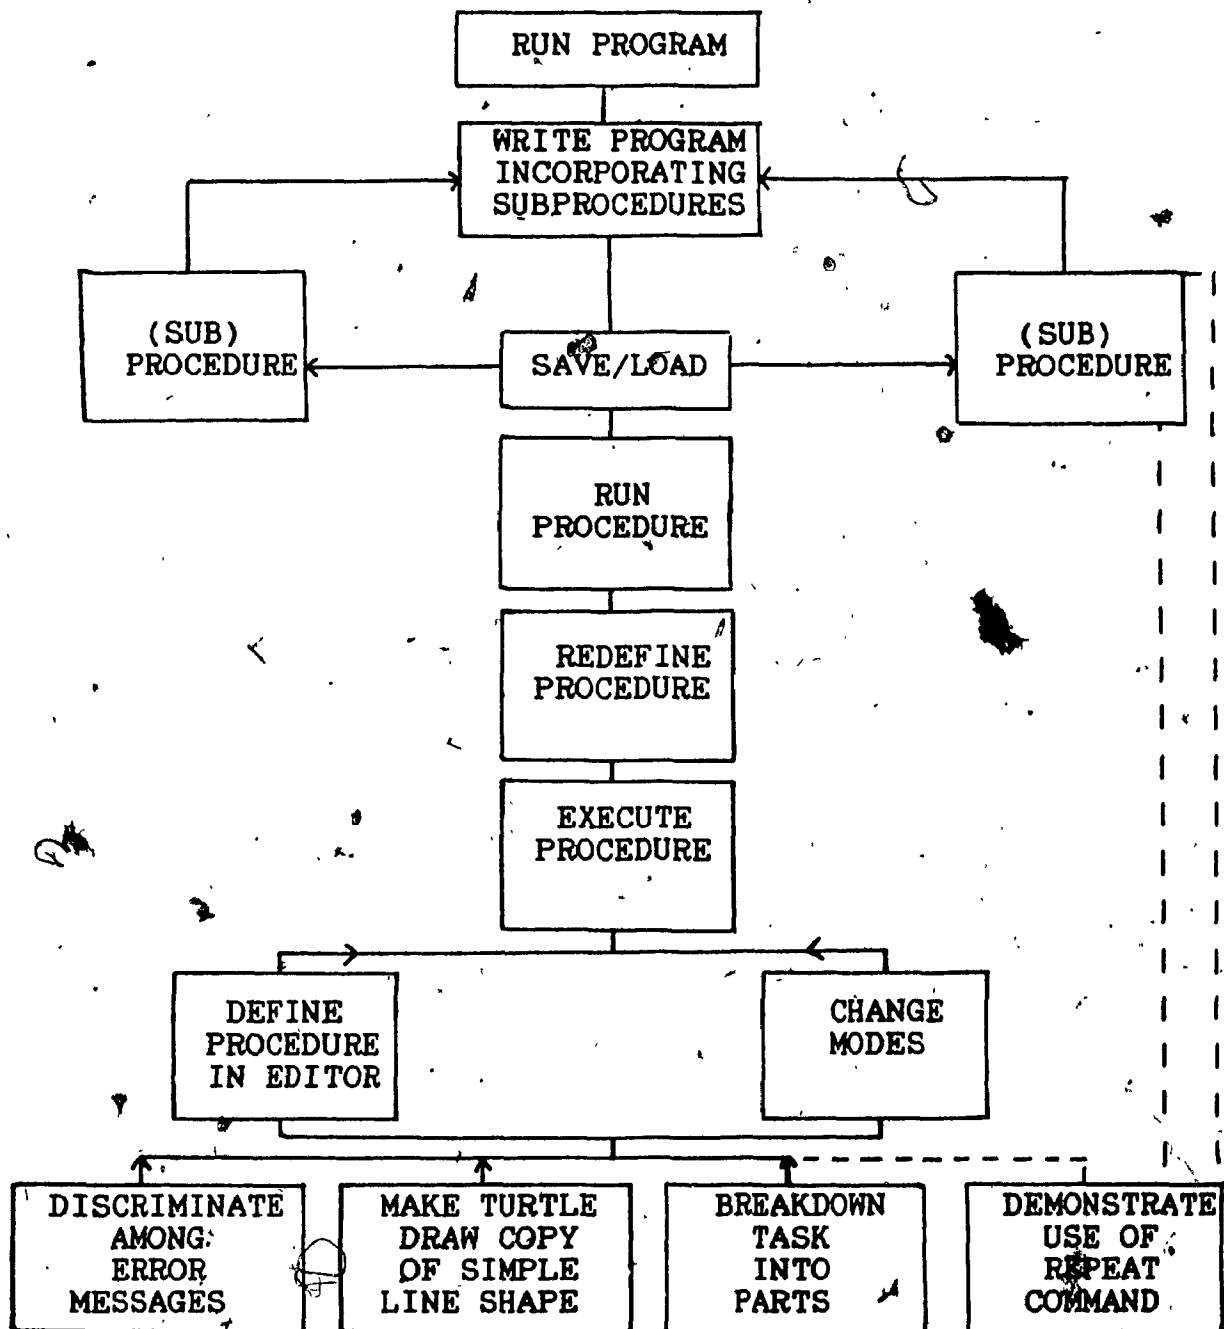 RUN PROGRAM
WRITE PROGRAM
INCORPORATING
SUBPROCEDURES
(SUB)
PROCEDURE
SAVE/LOAD
(SUB)
PROCEDURE
RUN
PROCEDURE
REDEFINE
PROCEDURE
EXECUTE
PROCEDURE
DEFINE
PROCEDURE
IN EDITOR
CHANGE
MODES
DISCRIMINATE
AMONG
ERROR
MESSAGES
MAKE TURTLE
DRAW COPY
OF SIMPLE
LINE SHAPE
BREAKDOWN
TASK
INTO
PARTS
DEMONSTRATE
USE OF
REPEAT
COMMAND